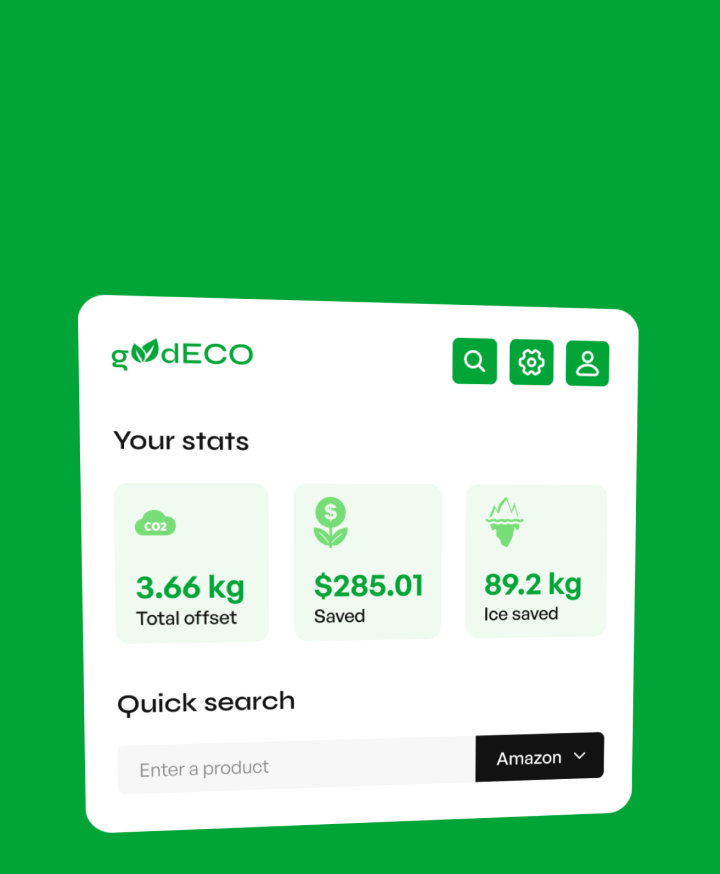 goodECO
Your stats
CO2
$
3.66 kg
$285.01
89.2 kg
Total offset
Saved
Ice saved
Quick search
Enter a product
Amazon